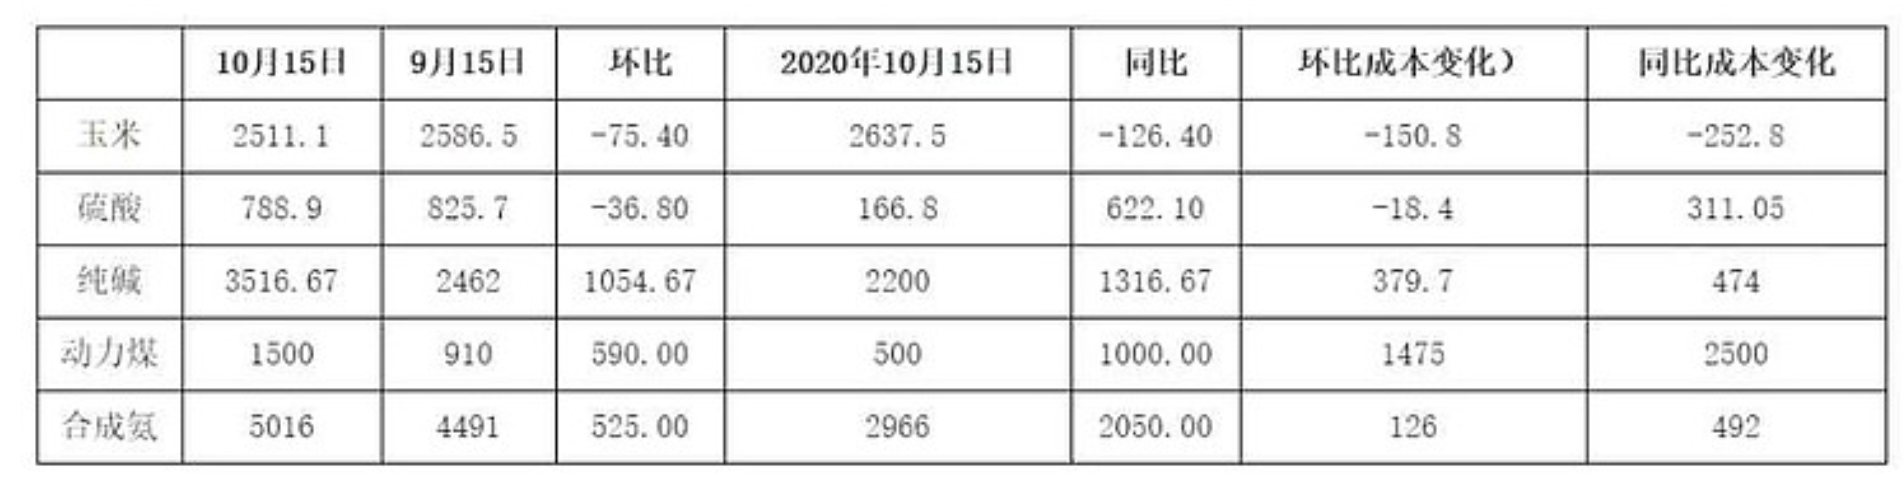 10月15日 9月15日 环比 2020年10月15日 同比 环比成本变化） 同比成本变化
玉米 2511.1 2586.5 -75.40 2637.5 -126.40 -150.8 -252.8
硫酸 788.9 825.7 -36.80 166.8 622.10 -18.4 311.05
纯碱 3516.67 2462 1054.67 2200 1316.67 379.7 474
动力煤 1500 910 590.00 500 1000.00 1475 2500
合成氨 5016 4491 525.00 2966 2050.00 126 492